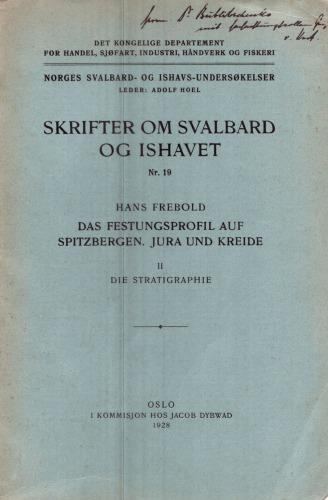 Dr.
DET KONGELIGE DEPARTEMENT
FOR HANDEL, SJØFART, INDUSTRI, HÅNDVERK OG FISKERI
NORGES SVALBARD- OG ISHAVS-UNDERSØKELSER
LEDER: ADOLF HOEL
SKRIFTER OM SVALBARD
OG ISHAVET
Nr. 19
HANS FREBOLD
DAS FESTUNGSPROFIL AUF
SPITZBERGEN. JURA UND KREIDE
II
DIE STRATIGRAPHIE
OSLO
I KOMMISJON HOS JACOB DYBWAD
1928